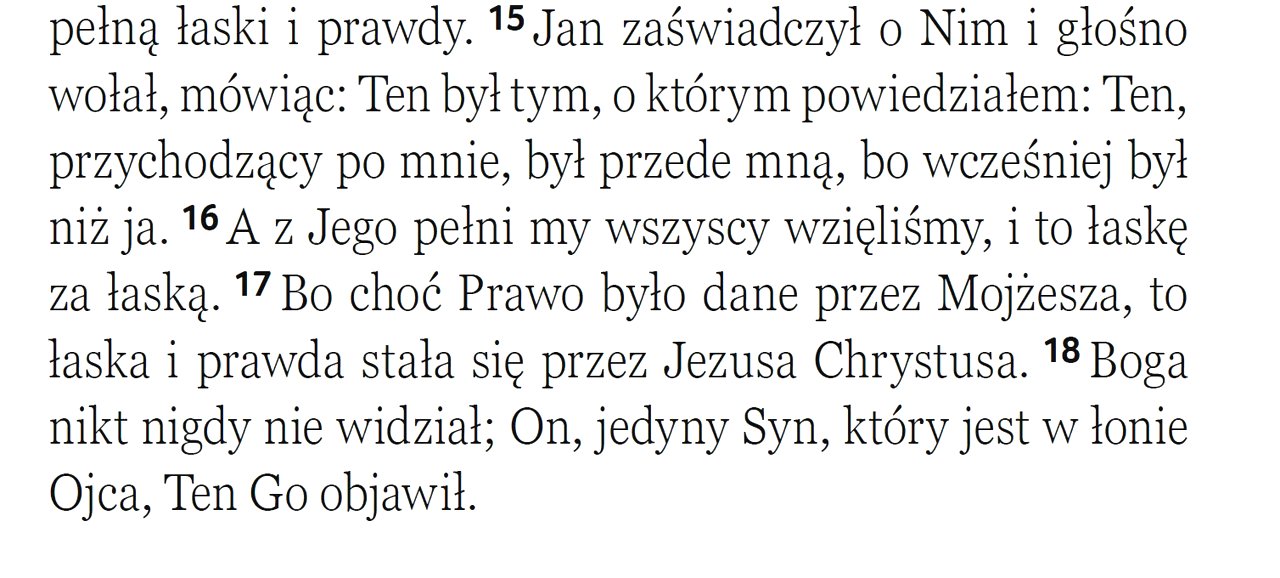 pełną łaski i prawdy. 15 Jan zaświadczył o Nim i głośno
wołał, mówiąc: Ten był tym, o którym powiedziałem: Ten,
przychodzący po mnie, był przede mną, bo wcześniej był
niż ja. 16 A z Jego pełni my wszyscy wzięliśmy, i to łaskę
za łaską. 17 Bo choć Prawo było dane przez Mojżesza, to
łaska i prawda stała się przez Jezusa Chrystusa. 18 Boga
nikt nigdy nie widział; On, jedyny Syn, który jest w łonie
Ojca, Ten Go objawił.